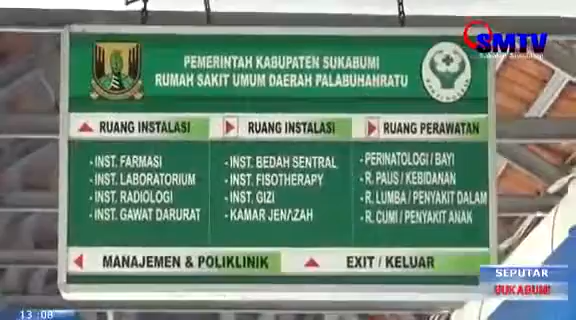 SMTV
PEMERINTAH KABUPATEN SUKABUMI
RUMAH SAKIT UMUM DAERAH PALABUHANRATU
RUANG INSTALASI
- INST. FARMASI
- INST. LABORATORIUM
- INST. RADIOLOGI
- INST. GAWAT DARURAT
RUANG INSTALASI
- INST. BEDAH SENTRAL
- INST. FISOTHERAPY
- INST. GIZI
- KAMAR JENAZAH
RUANG PERAWATAN
- PERINATOLOGI / BAYI
- R. PAUS / KEBIDANAN
- R. LUMBA / PENYAKIT DALAM
- R. CUMI / PENYAKIT ANAK
MANAJEMEN & POLIKLINIK
EXIT / KELUAR
SEPUTAR
SUKABUMI
13:08